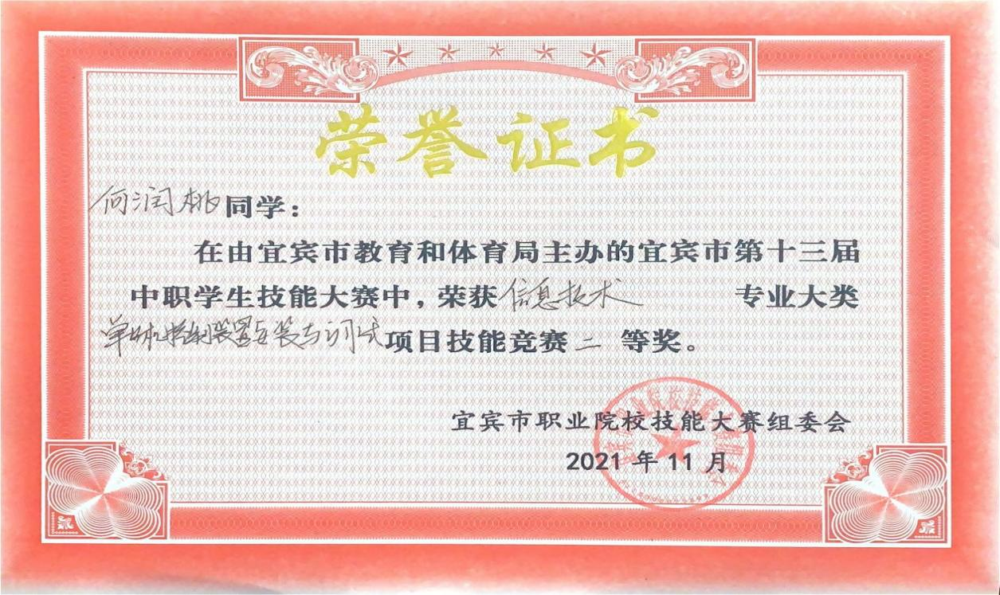 荣誉证书
何润桃同学：
在由宜宾市教育和体育局主办的宜宾市第十三届
中职学生技能大赛中，荣获信息技术 专业大类
单片机控制装置安装与调试项目技能竞赛二等奖。
宜宾市职业院校技能大赛组委会
2021年11月